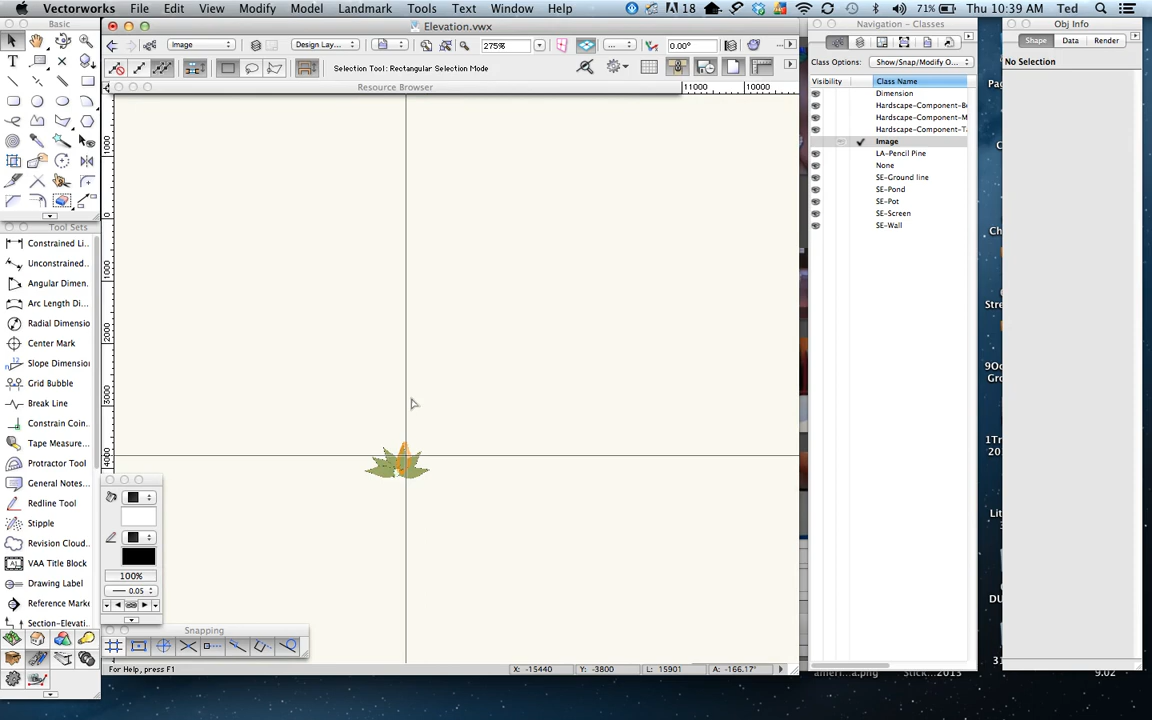 Vectorworks File Edit View Modify Model Landmark Tools Text Window Help 18 71% Thu 10:39 AM Ted
Basic
Elevation.vwx
Navigation - Classes
Obj Info
Image
Design Lay...
275%
...
0.00°
Shape Data Render
Selection Tool: Rectangular Selection Mode
Class Options: Show/Snap/Modify O...
No Selection
Resource Browser
11000
10000
Visibility Class Name
Dimension
Hardscape-Component-B
Hardscape-Component-M
Hardscape-Component-T
Image
LA-Pencil Pine
None
SE-Ground line
SE-Pond
SE-Pot
SE-Screen
SE-Wall
1000
0
1000
2000
3000
4000
Tool Sets
Constrained Li...
Unconstrained...
Angular Dimen.
Arc Length Di...
Radial Dimensio
Center Mark
Slope Dimension
Grid Bubble
Break Line
Constrain Coin..
Tape Measure...
Protractor Tool
General Notes...
Redline Tool
Stipple
Revision Cloud..
VAA Title Block
Drawing Label
Reference Marke
Section-Elevati
100%
0.05
Snapping
For Help, press F1
X: -15440
Y: -3800
L: 15901
A: -166.17°
9.02